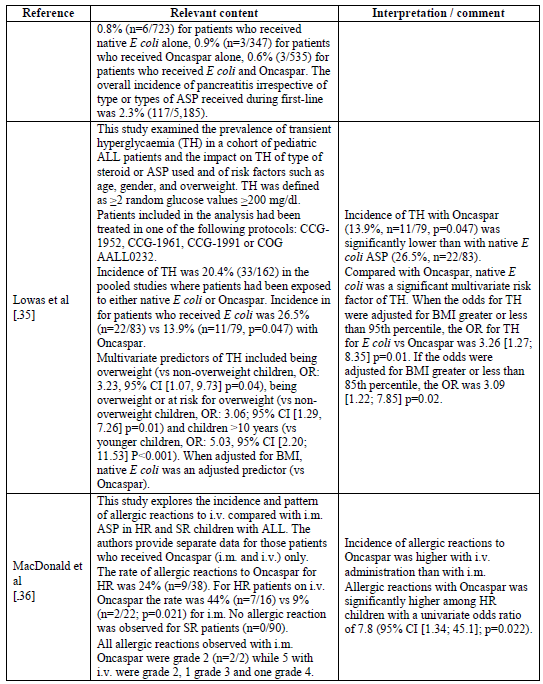 Reference
Relevant content
Interpretation / comment
0.8% (n=6/723) for patients who received
native E coli alone, 0.9% (n=3/347) for patients
who received Oncaspar alone, 0.6% (3/535) for
patients who received E coli and Oncaspar. The
overall incidence of pancreatitis irrespective of
type or types of ASP received during first-line
was 2.3% (117/5,185).
Lowas et al
[.35]
This study examined the prevalence of transient
hyperglycaemia (TH) in a cohort of pediatric
ALL patients and the impact on TH of type of
steroid or ASP used and of risk factors such as
age, gender, and overweight. TH was defined
as ≥2 random glucose values ≥200 mg/dl.
Patients included in the analysis had been
treated in one of the following protocols: CCG-
1952, CCG-1961, CCG-1991 or COG
AALL0232.
Incidence of TH was 20.4% (33/162) in the
pooled studies where patients had been exposed
to either native E coli or Oncaspar. Incidence in
for patients who received E coli was 26.5%
(n=22/83) vs 13.9% (n=11/79, p=0.047) with
Oncaspar.
Multivariate predictors of TH included being
overweight (vs non-overweight children, OR:
3.23, 95% CI [1.07, 9.73] p=0.04), being
overweight or at risk for overweight (vs non-
overweight children, OR: 3.06; 95% CI [1.29,
7.26] p=0.01) and children >10 years (vs
younger children, OR: 5.03, 95% CI [2.20;
11.53] P<0.001). When adjusted for BMI,
native E coli was an adjusted predictor (vs
Oncaspar).
Incidence of TH with Oncaspar
(13.9%, n=11/79, p=0.047) was
significantly lower than with native E
coli ASP (26.5%, n=22/83).
Compared with Oncaspar, native E
coli was a significant multivariate risk
factor of TH. When the odds for TH
were adjusted for BMI greater or less
than 95th percentile, the OR for TH
for E coli vs Oncaspar was 3.26 [1.27;
8.35] p=0.01. If the odds were
adjusted for BMI greater or less than
85th percentile, the OR was 3.09
[1.22; 7.85] p=0.02.
MacDonald et
al
[.36]
This study explores the incidence and pattern
of allergic reactions to i.v. compared with i.m.
ASP in HR and SR children with ALL. The
authors provide separate data for those patients
who received Oncaspar (i.m. and i.v.) only.
The rate of allergic reactions to Oncaspar for
HR was 24% (n=9/38). For HR patients on i.v.
Oncaspar the rate was 44% (n=7/16) vs 9%
(n=2/22; p=0.021) for i.m. No allergic reaction
was observed for SR patients (n=0/90).
All allergic reactions observed with i.m.
Oncaspar were grade 2 (n=2/2) while 5 with
i.v. were grade 2, 1 grade 3 and one grade 4.
Incidence of allergic reactions to
Oncaspar was higher with i.v.
administration than with i.m.
Allergic reactions with Oncaspar was
significantly higher among HR
children with a univariate odds ratio
of 7.8 (95% CI [1.34; 45.1]; p=0.022).